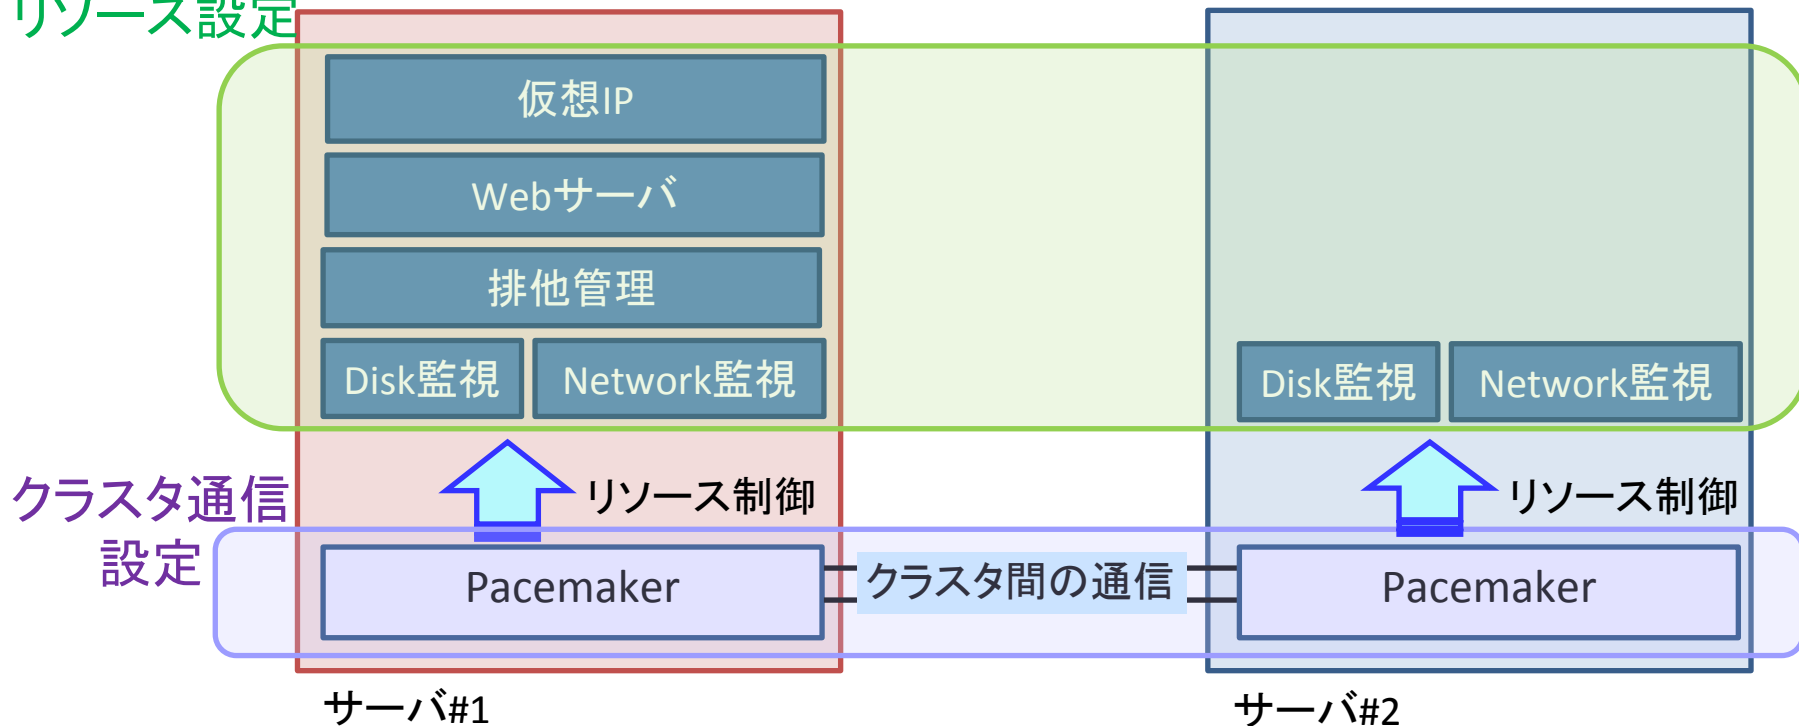 リソース設定
仮想IP
Webサーバ
排他管理
Disk監視
Network監視
Disk監視
Network監視
リソース制御
リソース制御
クラスタ通信
設定
Pacemaker
クラスタ間の通信
Pacemaker
サーバ#1
サーバ#2